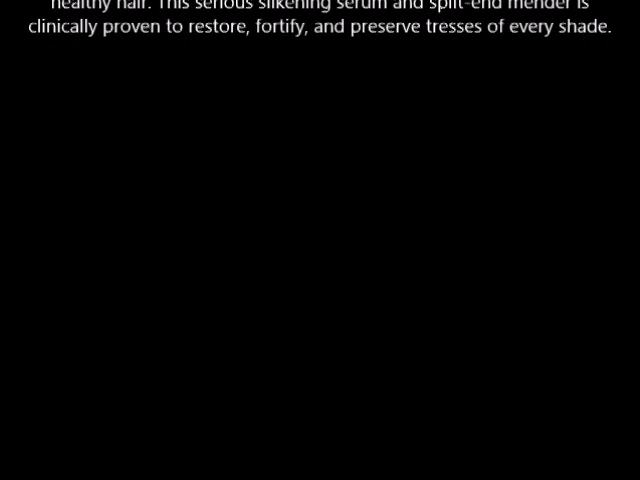 healthy hair. This serious silkening serum and split-end mender is
clinically proven to restore, fortify, and preserve tresses of every shade.